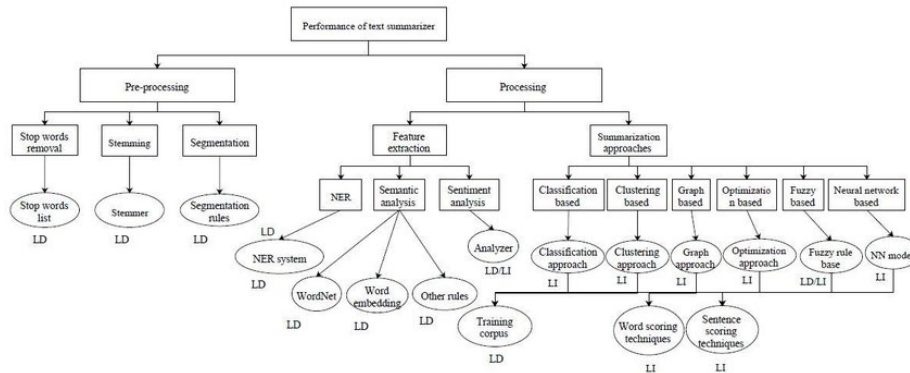 Performance of text summarizer
Pre-processing
Processing
Stop words
removal
Stemming
Segmentation
Feature
extraction
Summarization
approaches
NER
Semantic
analysis
Sentiment
analysis
Classification
based
Clustering
based
Graph
based
Optimizatio
n based
Fuzzy
based
Neural network
based
Stop words
list
LD
Stemmer
LD
Segmentation
rules
LD
LD
NER system
LD
WordNet
LD
Word
embedding
LD
Other rules
LD
Analyzer
LD/LI
Classification
approach
LI
Clustering
approach
LI
Graph
approach
LI
Optimization
approach
LI
Fuzzy rule
base
LD/LI
NN model
LI
Training
corpus
LD
Word scoring
techniques
LI
Sentence
scoring
techniques
LI